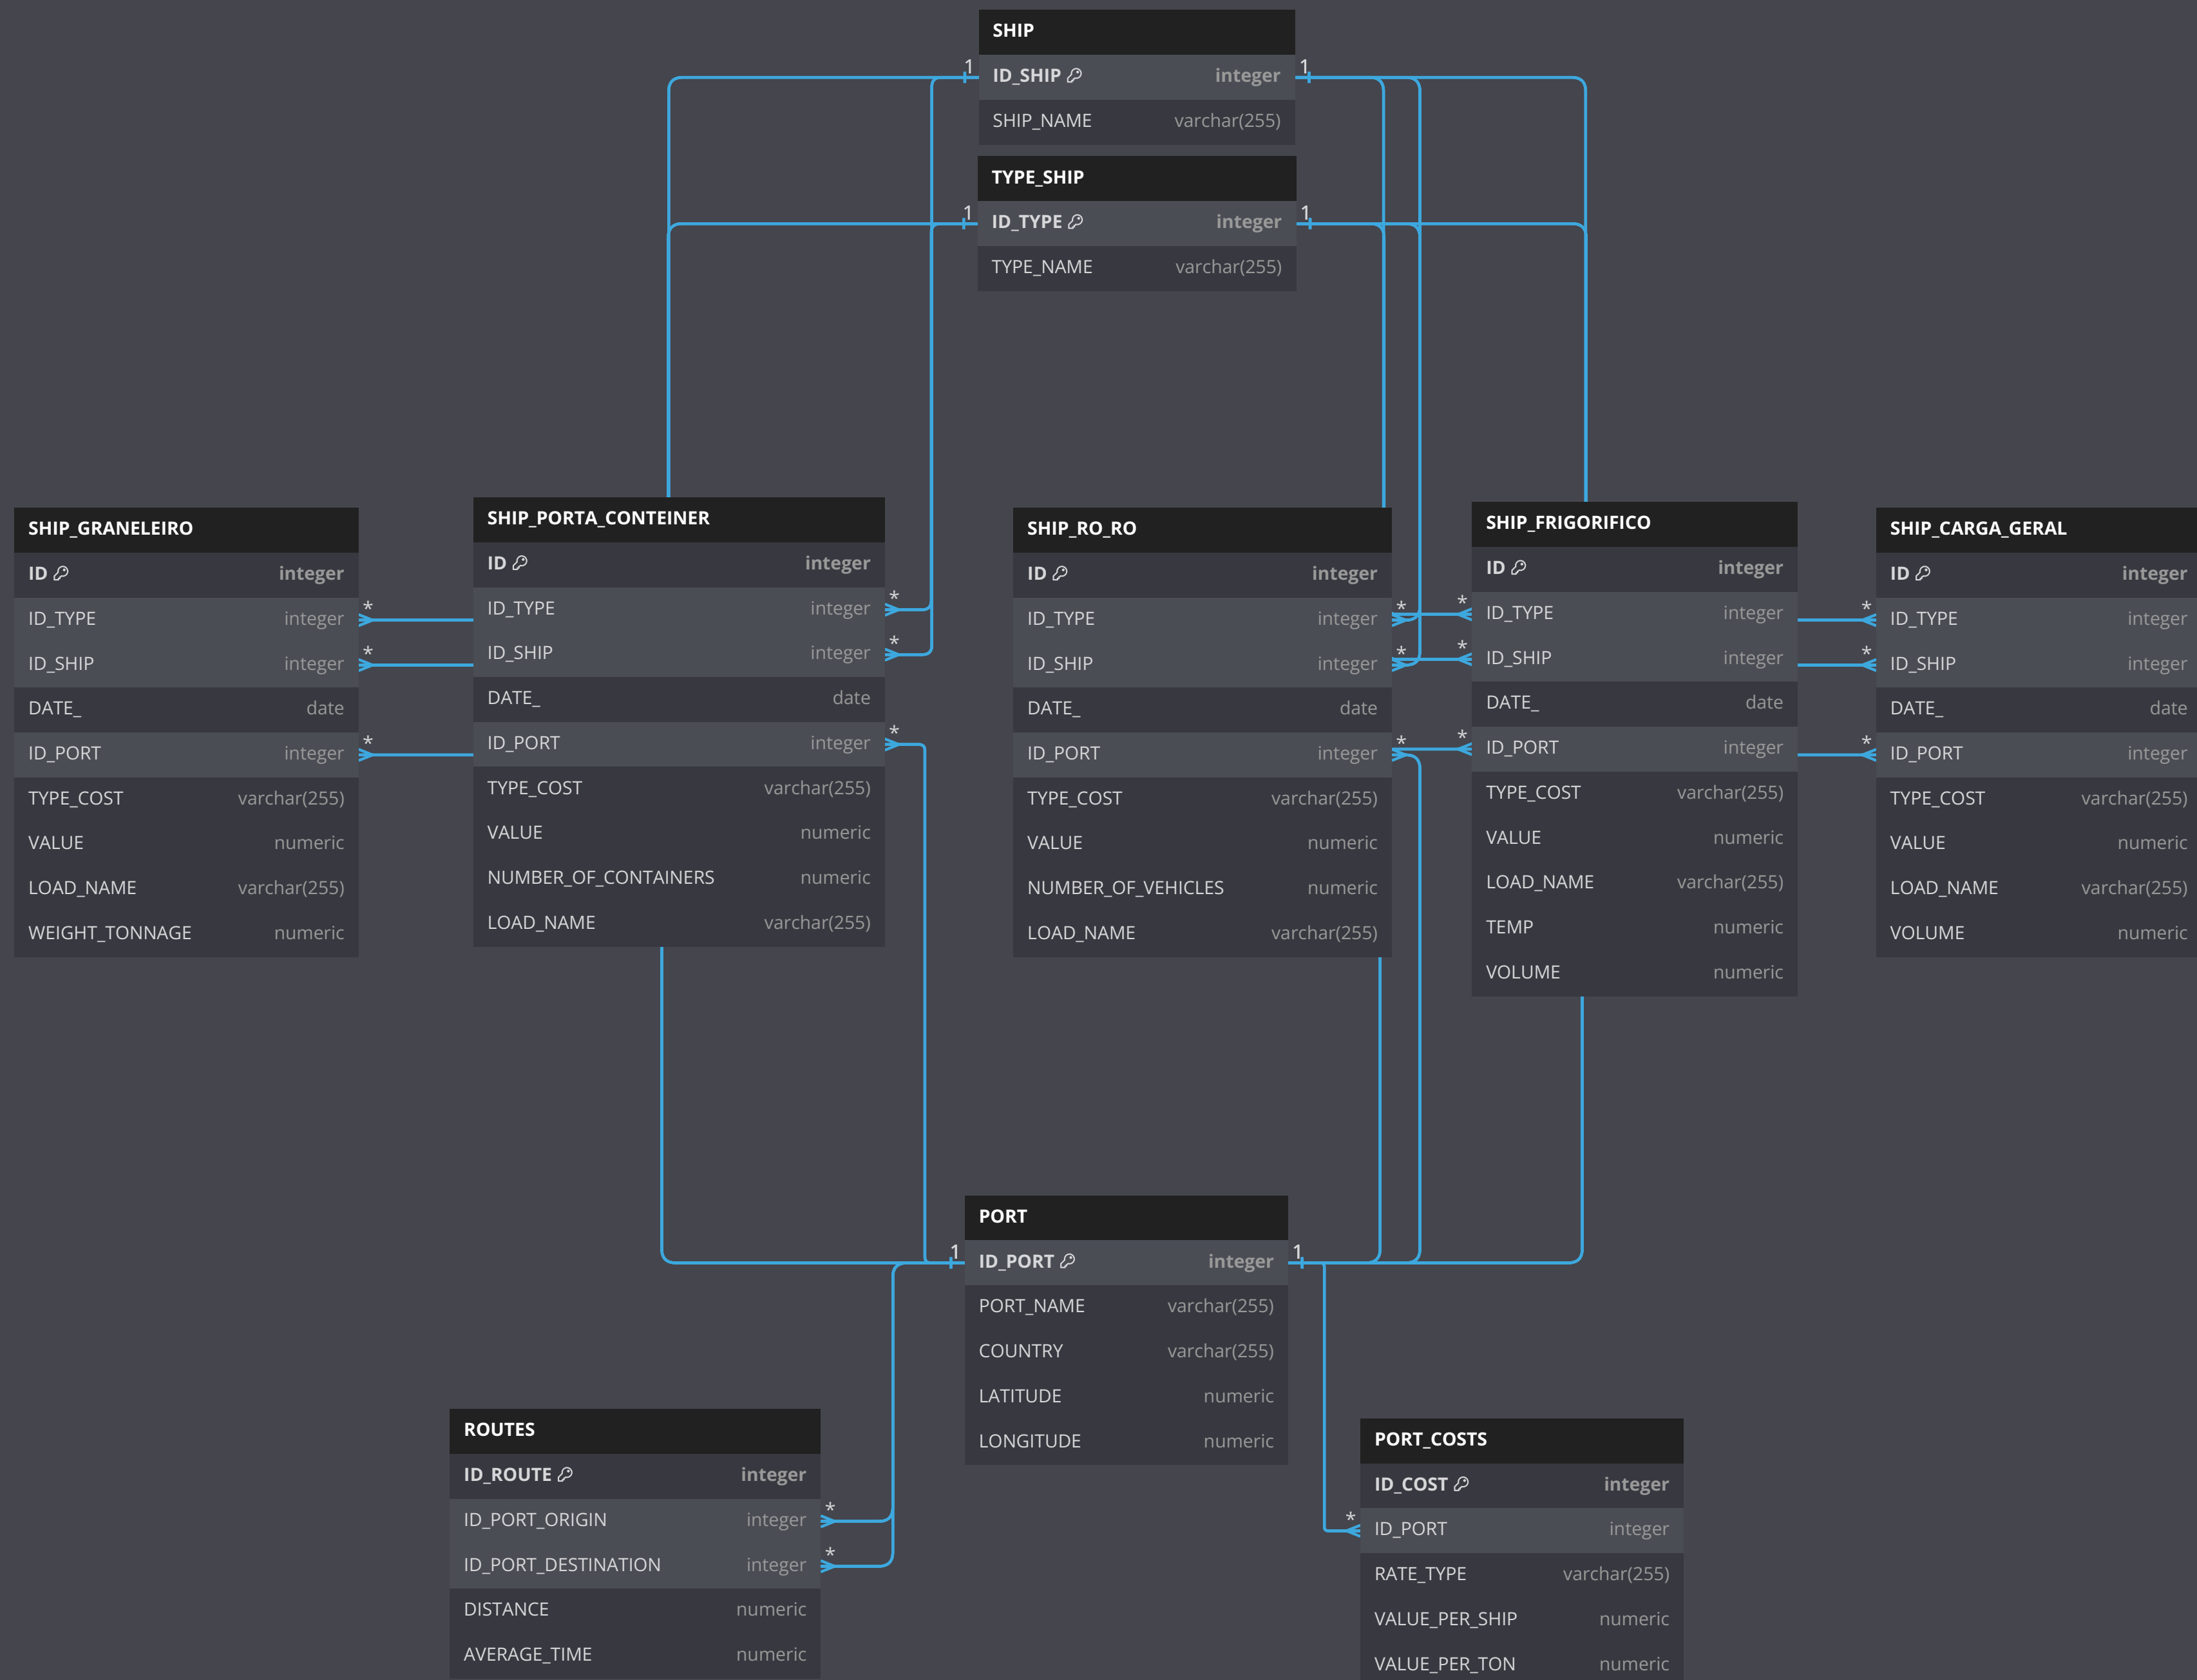 SHIP
1 ID_SHIP integer 1
SHIP_NAME varchar(255)
TYPE_SHIP
1 ID_TYPE integer 1
TYPE_NAME varchar(255)
SHIP_GRANELEIRO
ID integer
ID_TYPE integer *
ID_SHIP integer *
DATE_ date
ID_PORT integer *
TYPE_COST varchar(255)
VALUE numeric
LOAD_NAME varchar(255)
WEIGHT_TONNAGE numeric
SHIP_PORTA_CONTEINER
ID integer
ID_TYPE integer *
ID_SHIP integer *
DATE_ date
ID_PORT integer *
TYPE_COST varchar(255)
VALUE numeric
NUMBER_OF_CONTAINERS numeric
LOAD_NAME varchar(255)
SHIP_RO_RO
ID integer
ID_TYPE integer *
ID_SHIP integer *
DATE_ date
ID_PORT integer *
TYPE_COST varchar(255)
VALUE numeric
NUMBER_OF_VEHICLES numeric
LOAD_NAME varchar(255)
SHIP_FRIGORIFICO
ID integer
* ID_TYPE integer
* ID_SHIP integer
DATE_ date
* ID_PORT integer
TYPE_COST varchar(255)
VALUE numeric
LOAD_NAME varchar(255)
TEMP numeric
VOLUME numeric
SHIP_CARGA_GERAL
ID integer
* ID_TYPE integer
* ID_SHIP integer
DATE_ date
* ID_PORT integer
TYPE_COST varchar(255)
VALUE numeric
LOAD_NAME varchar(255)
VOLUME numeric
PORT
1 ID_PORT integer 1
PORT_NAME varchar(255)
COUNTRY varchar(255)
LATITUDE numeric
LONGITUDE numeric
ROUTES
ID_ROUTE integer
ID_PORT_ORIGIN integer *
ID_PORT_DESTINATION integer *
DISTANCE numeric
AVERAGE_TIME numeric
PORT_COSTS
ID_COST integer
* ID_PORT integer
RATE_TYPE varchar(255)
VALUE_PER_SHIP numeric
VALUE_PER_TON numeric